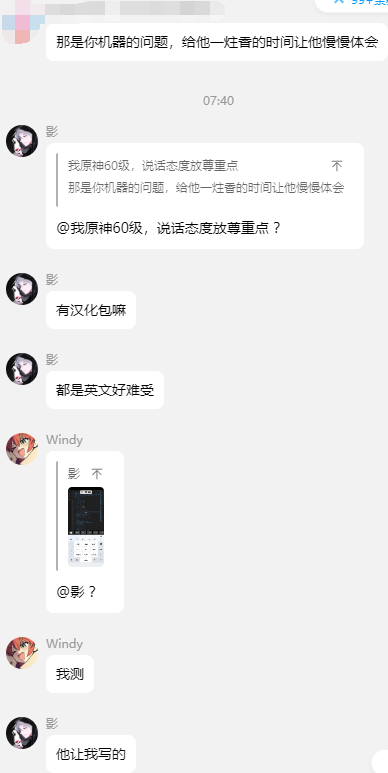 那是你机器的问题，给他一炷香的时间让他慢慢体会
07:40
影
我原神60级，说话态度放尊重点
那是你机器的问题，给他一炷香的时间让他慢慢体会
@我原神60级，说话态度放尊重点？
影
有汉化包嘛
影
都是英文好难受
Windy
影
@影？
Windy
我测
影
他让我写的